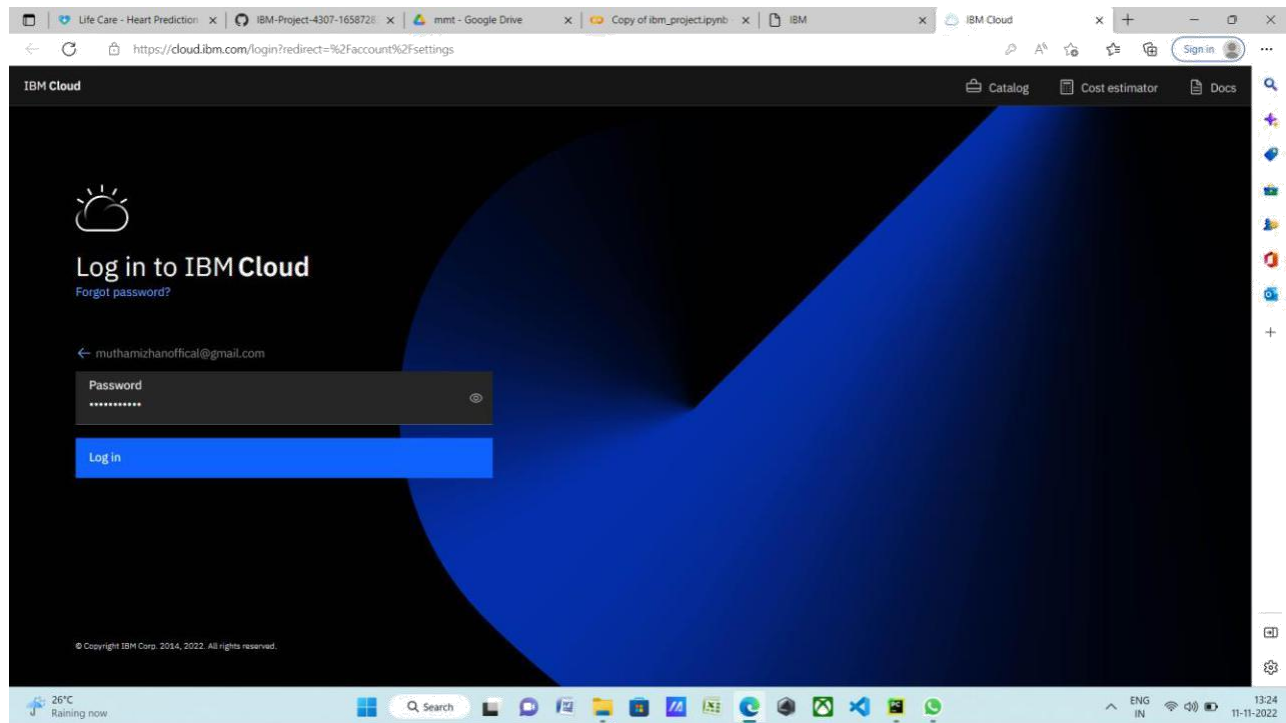 Life Care - Heart Prediction
IBM-Project-4307-1658728
mmt - Google Drive
Copy of ibm_project.ipynb
IBM
IBM Cloud
https://cloud.ibm.com/login?redirect=%2Faccount%2Fsettings
Sign in
IBM Cloud
Catalog
Cost estimator
Docs
Log in to IBM Cloud
Forgot password?
muthamizhanoffical@gmail.com
Password
Log in
© Copyright IBM Corp. 2014, 2022. All rights reserved.
26°C
Raining now
Search
ENG
IN
13:24
11-11-2022